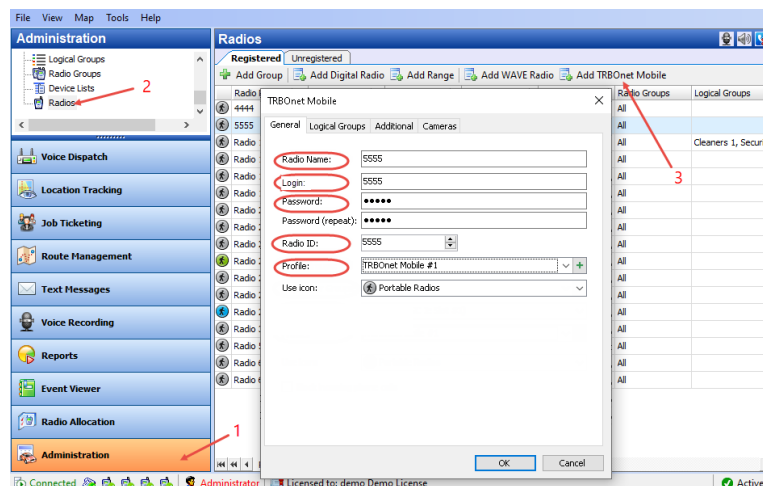 File View Map Tools Help
Administration
Logical Groups
Radio Groups
Device Lists
Radios
2
Voice Dispatch
Location Tracking
Job Ticketing
Route Management
Text Messages
Voice Recording
Reports
Event Viewer
Radio Allocation
Administration
1
Radios
Registered Unregistered
Add Group Add Digital Radio Add Range Add WAVE Radio Add TRBOnet Mobile
3
Radio Groups Logical Groups
4444 All
5555 All
Radio All Cleaners 1, Securi
Radio All
Radio All
Radio All
Radio 2 All
Radio 2 All
Radio 2 All
Radio 2 All
Radio 2 All
Radio 2 All
Radio 2 All
Radio 3 All
Radio 5 All
Radio 6 All
Radio 6 All
TRBOnet Mobile
General Logical Groups Additional Cameras
Radio Name: 5555
Login: 5555
Password: •••••
Password (repeat): •••••
Radio ID: 5555
Profile: TRBOnet Mobile #1
Use icon: Portable Radios
OK Cancel
Connected Administrator Licensed to: demo Demo License Active